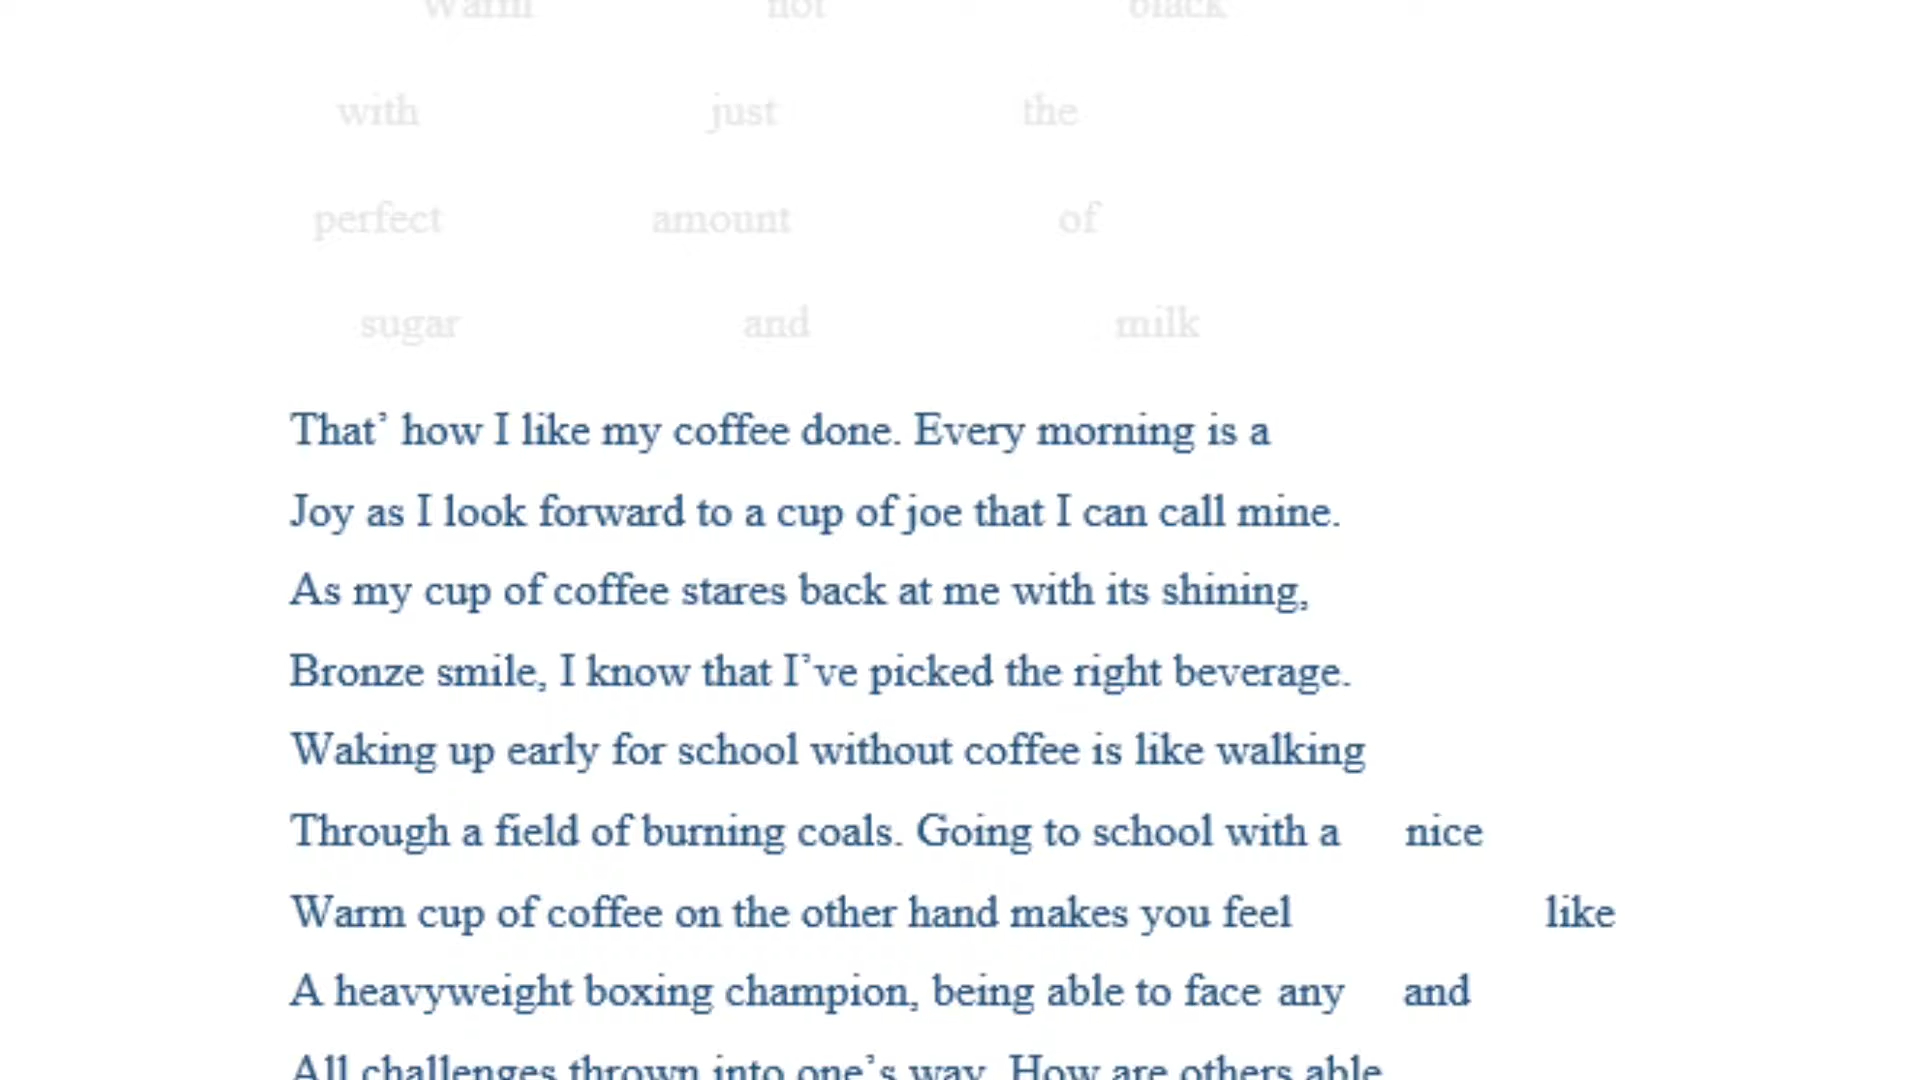 Warm not black
with just the
perfect amount of
sugar and milk
That’ how I like my coffee done. Every morning is a
Joy as I look forward to a cup of joe that I can call mine.
As my cup of coffee stares back at me with its shining,
Bronze smile, I know that I’ve picked the right beverage.
Waking up early for school without coffee is like walking
Through a field of burning coals. Going to school with a nice
Warm cup of coffee on the other hand makes you feel like
A heavyweight boxing champion, being able to face any and
All challenges thrown into one’s way. How are others able